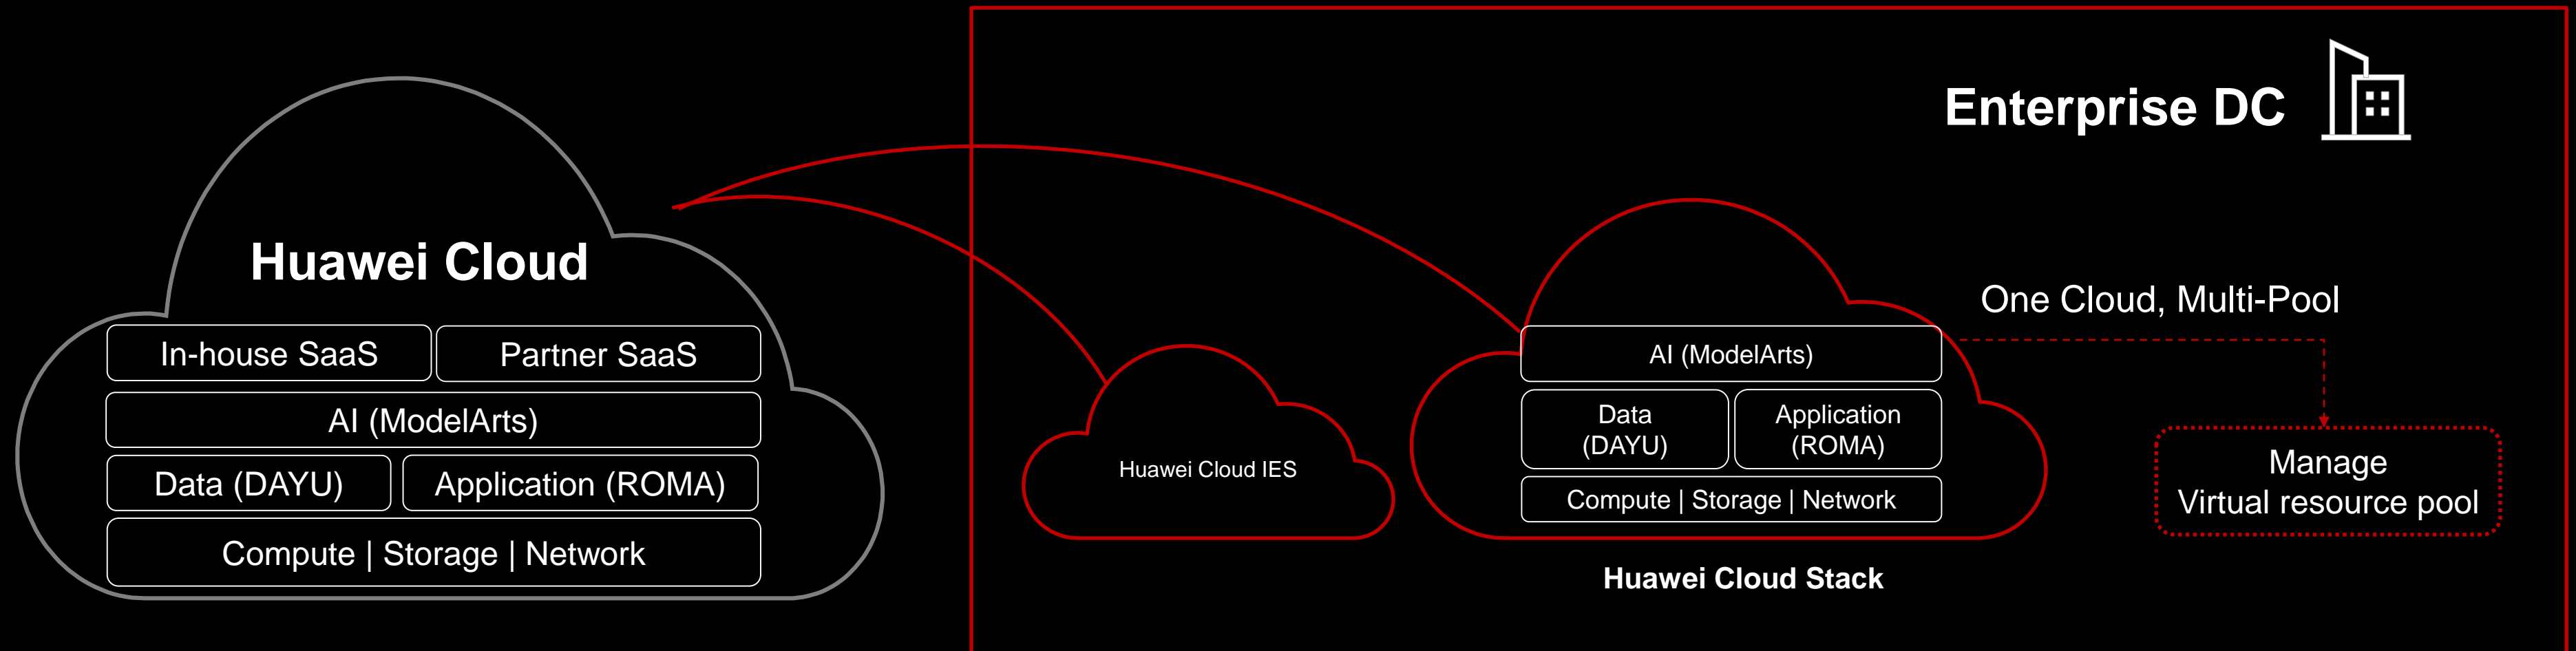 Enterprise DC
Huawei Cloud
In-house SaaS
Partner SaaS
AI (ModelArts)
Data (DAYU)
Application (ROMA)
Compute | Storage | Network
Huawei Cloud IES
AI (ModelArts)
Data
(DAYU)
Application
(ROMA)
Compute | Storage | Network
Huawei Cloud Stack
One Cloud, Multi-Pool
Manage
Virtual resource pool